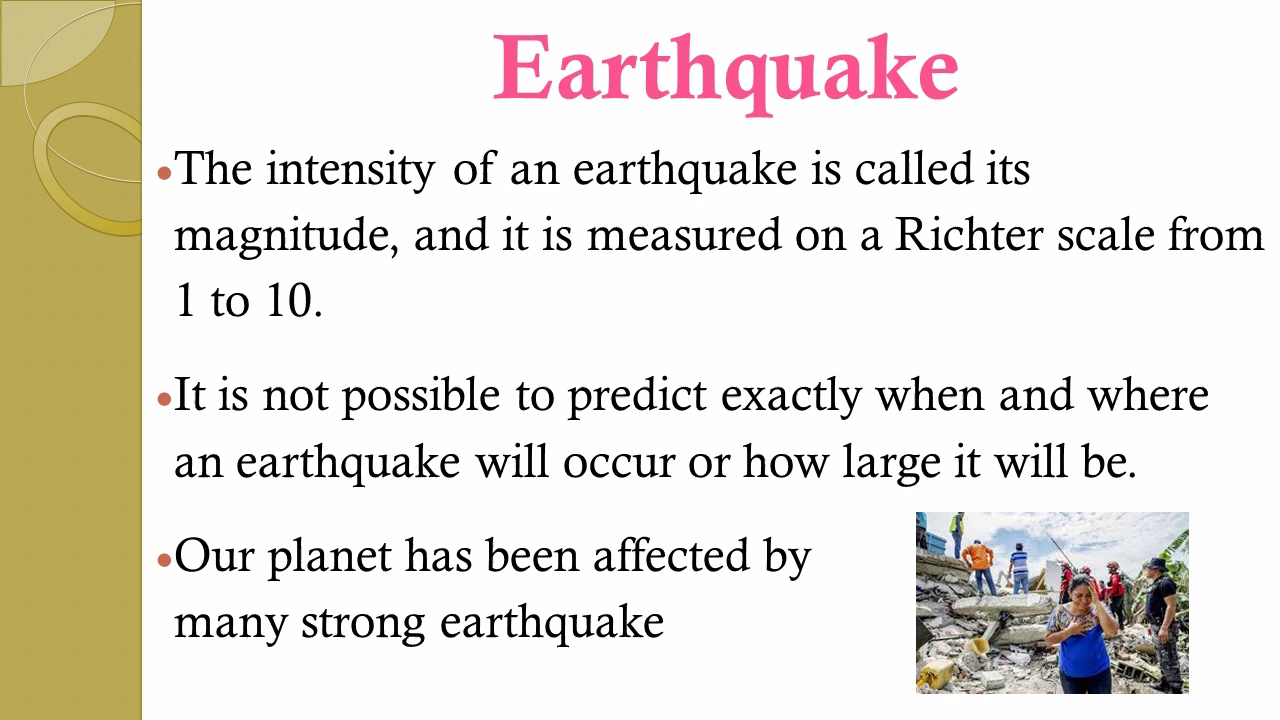 Earthquake
•The intensity of an earthquake is called its
magnitude, and it is measured on a Richter scale from
1 to 10.
•It is not possible to predict exactly when and where
an earthquake will occur or how large it will be.
•Our planet has been affected by
many strong earthquake